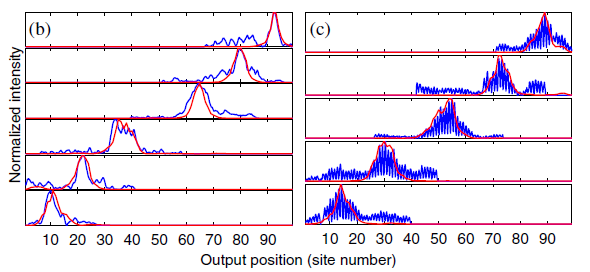 (b)
(c)
Normalized intensity
10 20 30 40 50 60 70 80 90
10 20 30 40 50 60 70 80 90
Output position (site number)